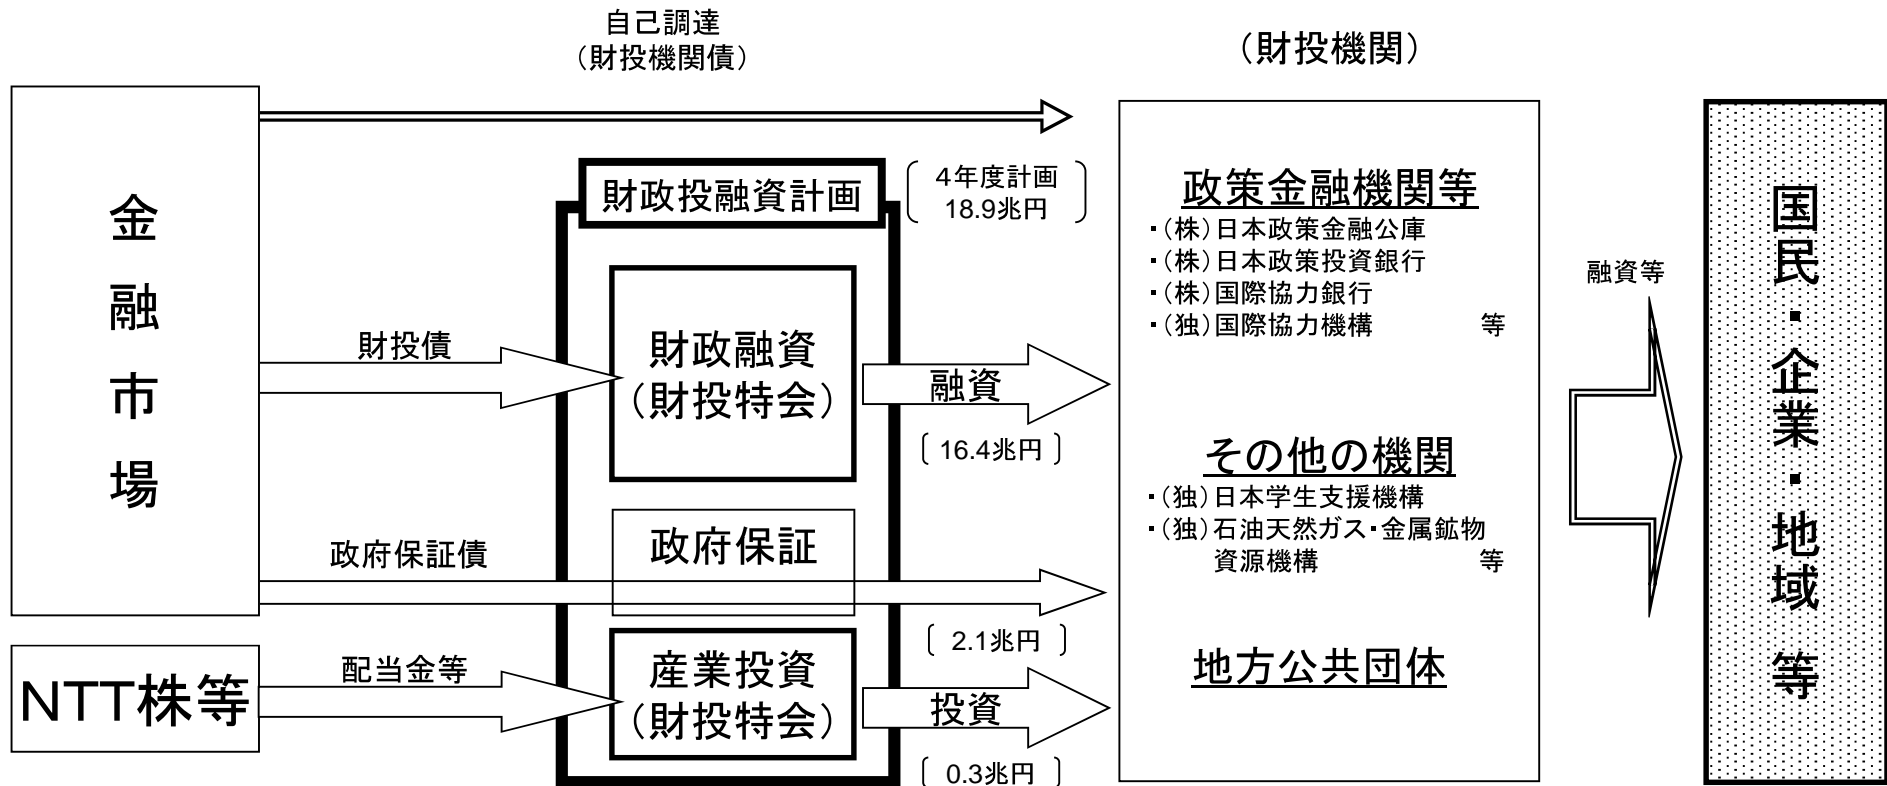 自己調達
（財投機関債）
（財投機関）
金融市場
財政投融資計画
4年度計画
18.9兆円
財投債
財政融資
（財投特会）
融資
〔 16.4兆円 〕
政府保証債
政府保証
〔 2.1兆円 〕
NTT株等
配当金等
産業投資
（財投特会）
投資
〔 0.3兆円 〕
政策金融機関等
・（株）日本政策金融公庫
・（株）日本政策投資銀行
・（株）国際協力銀行
・（独）国際協力機構 等
その他の機関
・（独）日本学生支援機構
・（独）石油天然ガス・金属鉱物
資源機構 等
地方公共団体
融資等
国民・企業・地域 等